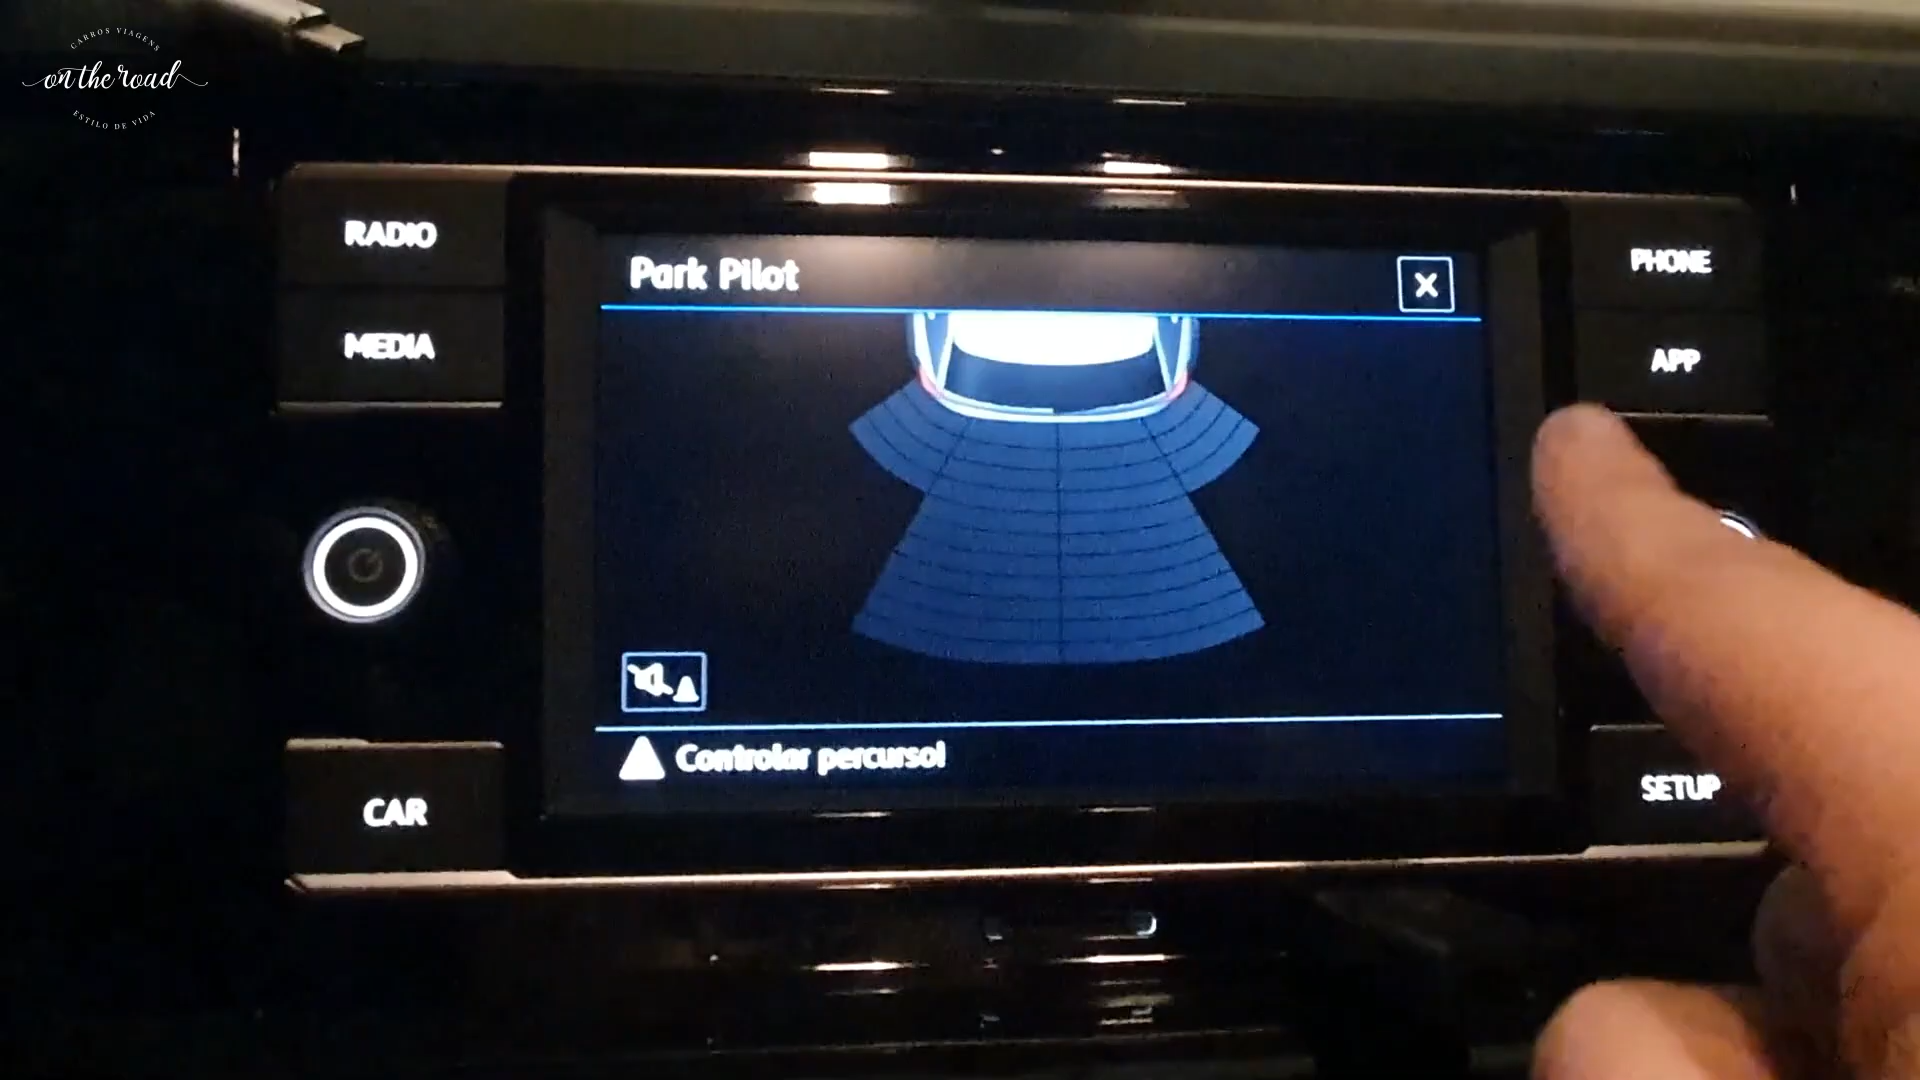 CARROS VIAGENS
on the road
ESTILO DE VIDA
RADIO
MEDIA
CAR
Park Pilot
X
Controlar percurso!
PHONE
APP
SETUP